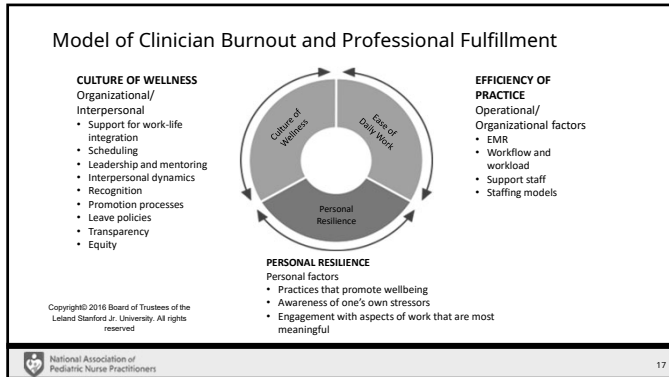 Model of Clinician Burnout and Professional Fulfillment
CULTURE OF WELLNESS
Organizational/
Interpersonal
• Support for work-life
integration
• Scheduling
• Leadership and mentoring
• Interpersonal dynamics
• Recognition
• Promotion processes
• Leave policies
• Transparency
• Equity
Culture of
Wellness
Ease of
Daily Work
Personal
Resilience
EFFICIENCY OF
PRACTICE
Operational/
Organizational factors
• EMR
• Workflow and
workload
• Support staff
• Staffing models
PERSONAL RESILIENCE
Personal factors
• Practices that promote wellbeing
• Awareness of one’s own stressors
• Engagement with aspects of work that are most
meaningful
Copyright© 2016 Board of Trustees of the
Leland Stanford Jr. University. All rights
reserved
National Association of
Pediatric Nurse Practitioners
17